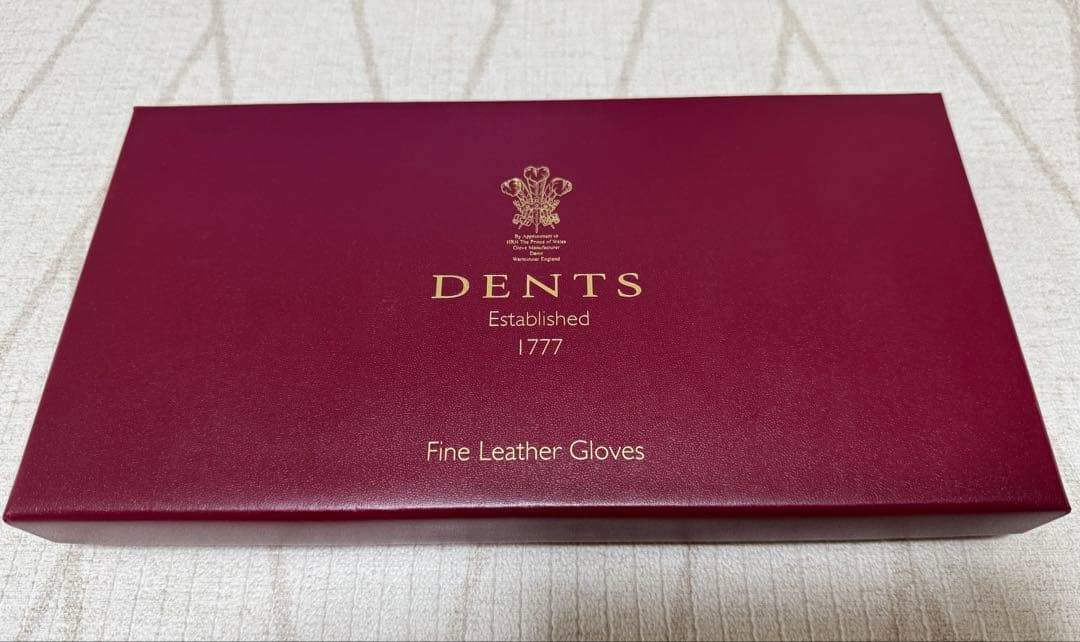 By Appointment to
HRH The Prince of Wales
Glove Manufacturer
Dents
Warminster England
DENTS
Established
1777
Fine Leather Gloves